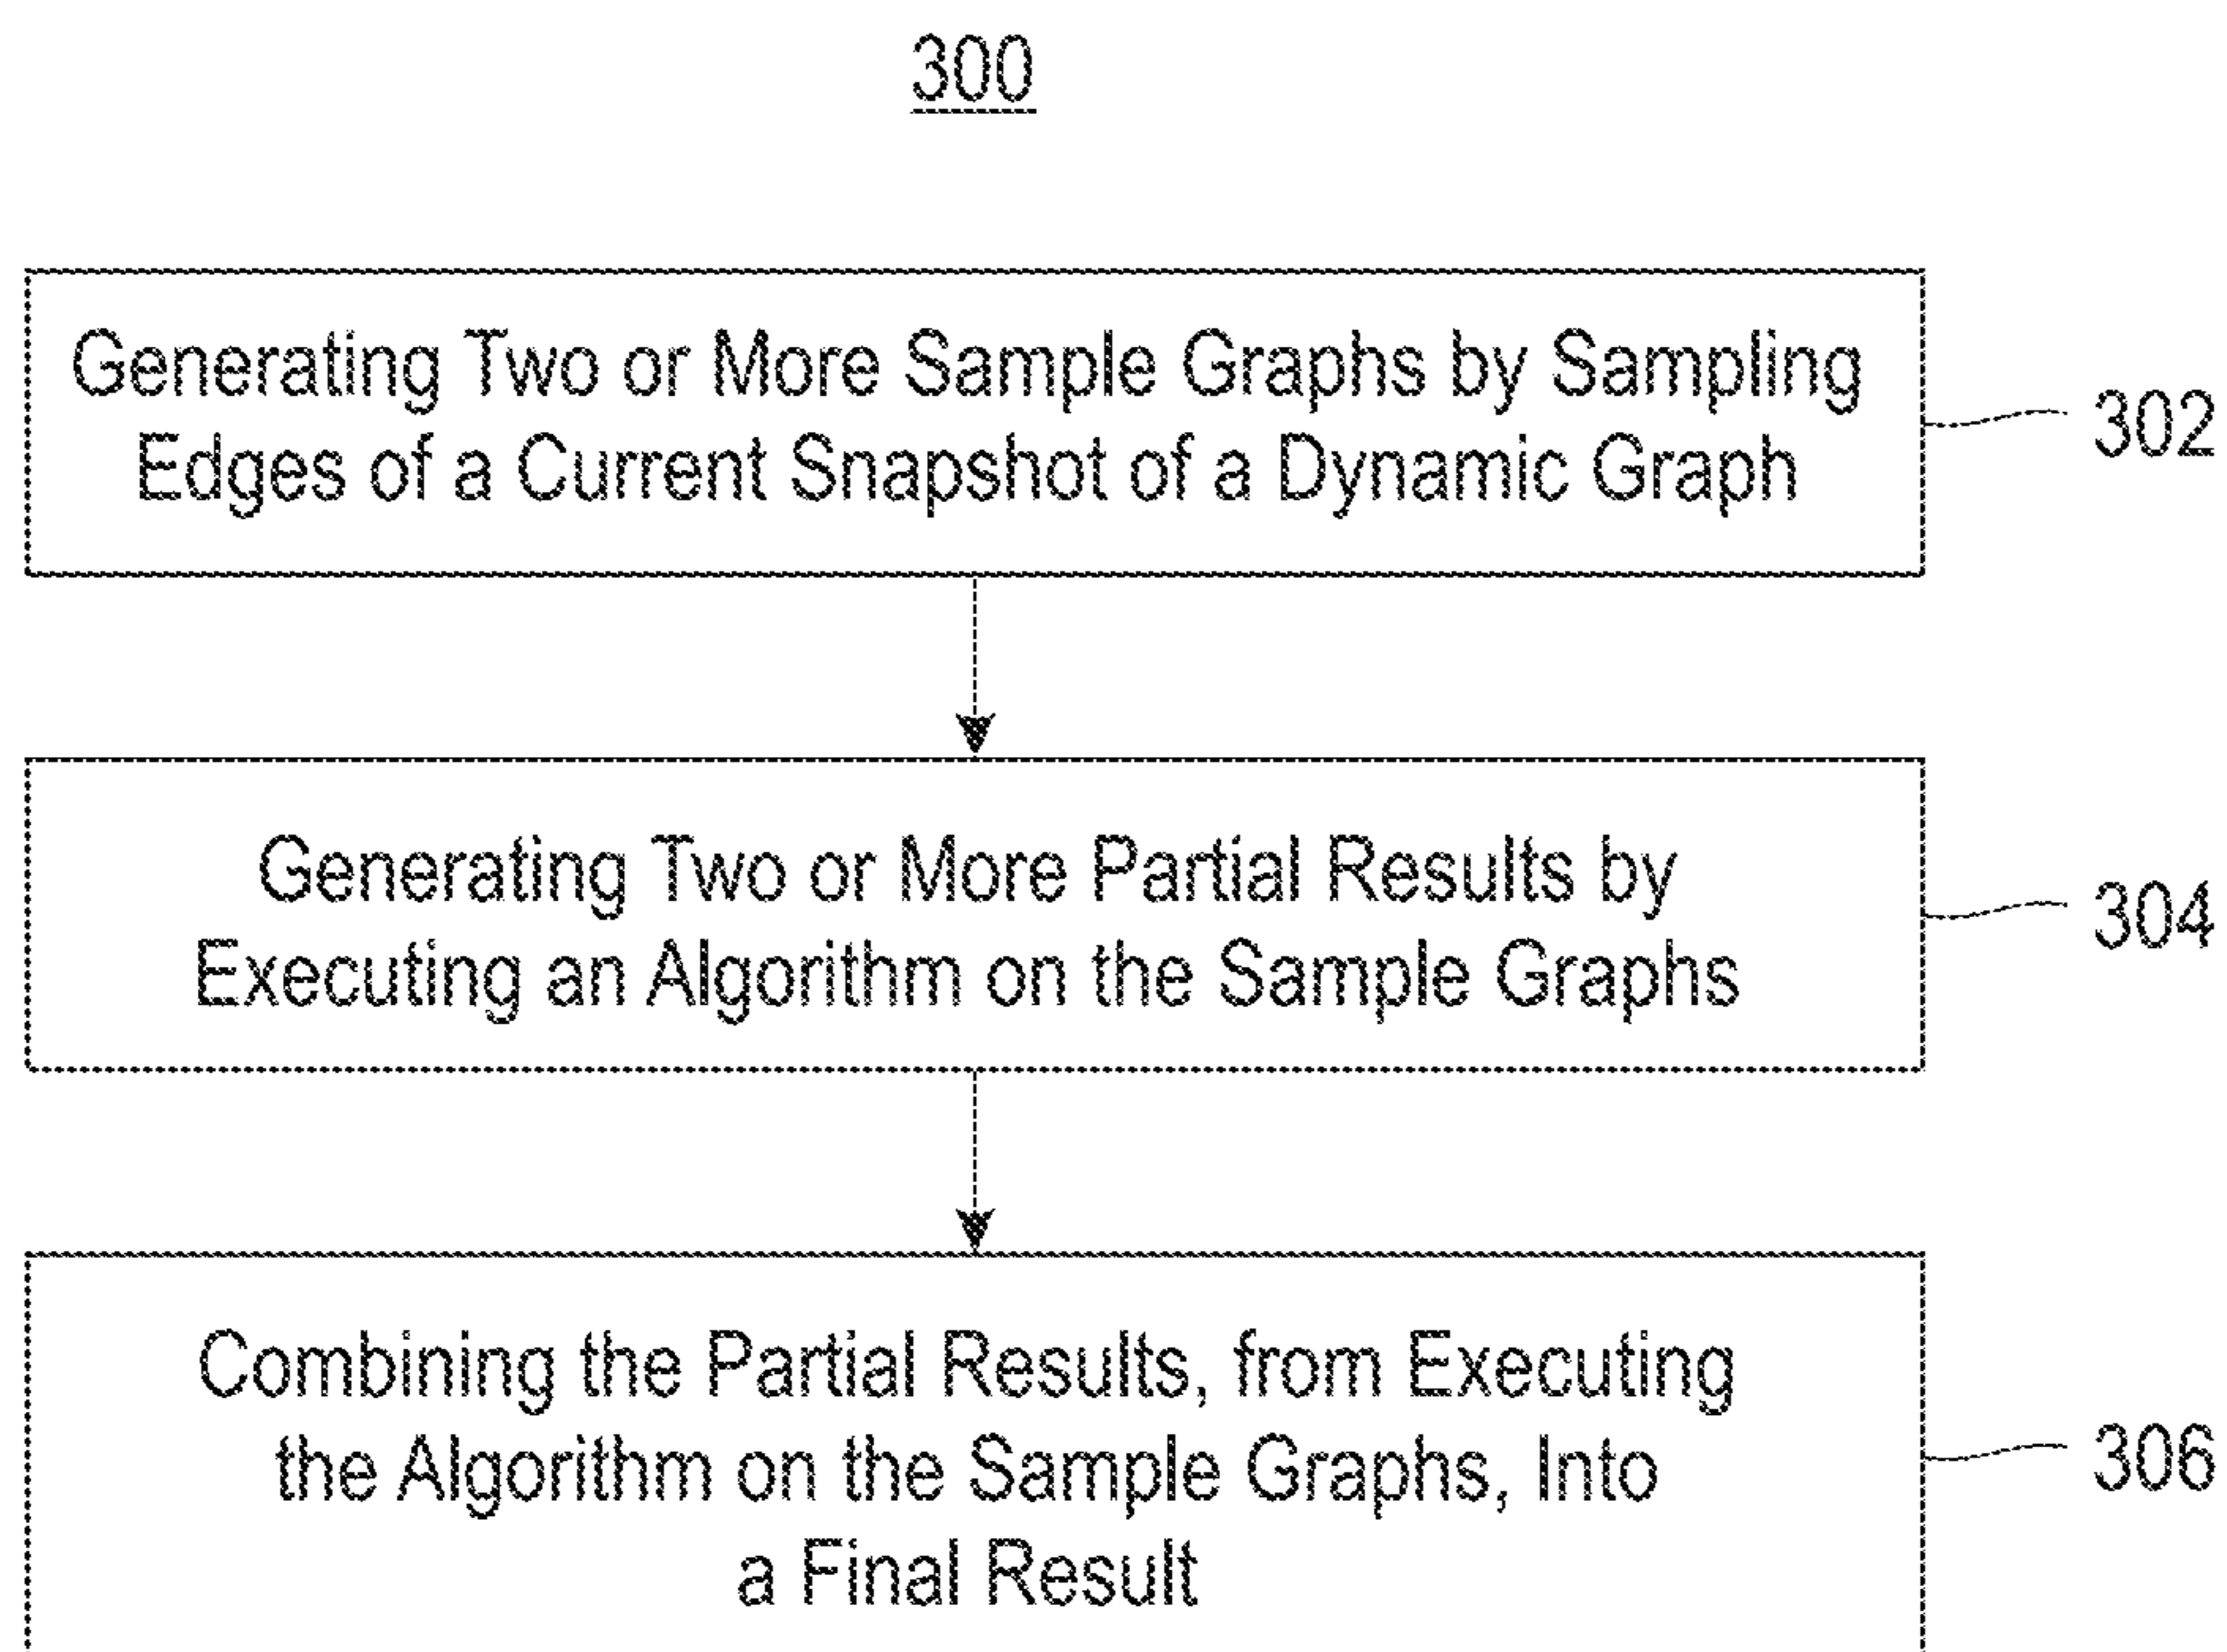 300
Generating Two or More Sample Graphs by Sampling
Edges of a Current Snapshot of a Dynamic Graph
302
Generating Two or More Partial Results by
Executing an Algorithm on the Sample Graphs
304
Combining the Partial Results, from Executing
the Algorithm on the Sample Graphs, Into
a Final Result
306